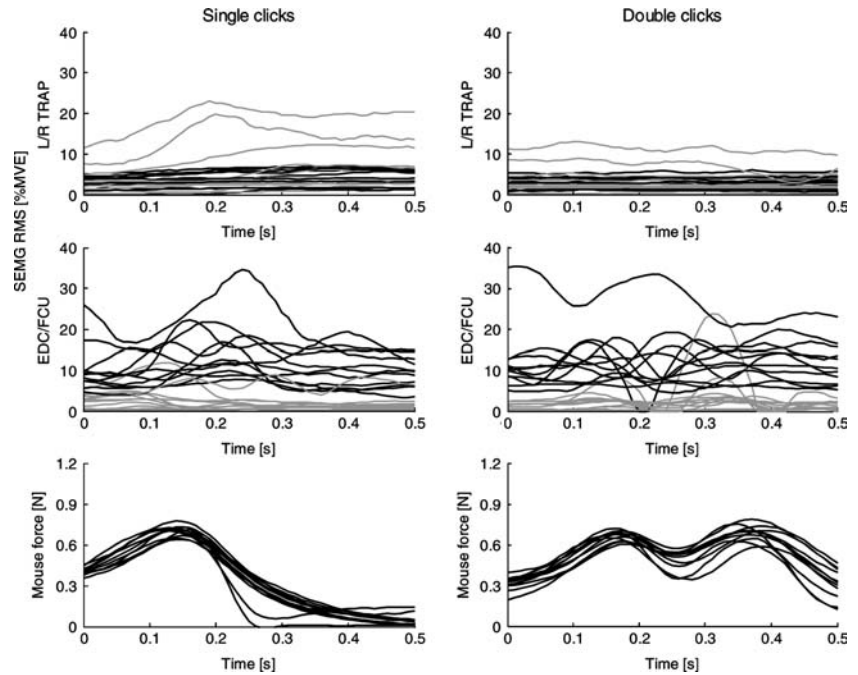 Single clicks
Double clicks
SEMG RMS [%MVE]
L/R TRAP
40
30
20
10
0
0 0.1 0.2 0.3 0.4 0.5
Time [s]
L/R TRAP
40
30
20
10
0
0 0.1 0.2 0.3 0.4 0.5
Time [s]
EDC/FCU
40
30
20
10
0
0 0.1 0.2 0.3 0.4 0.5
Time [s]
EDC/FCU
40
30
20
10
0
0 0.1 0.2 0.3 0.4 0.5
Time [s]
Mouse force [N]
1.2
0.9
0.6
0.3
0
0 0.1 0.2 0.3 0.4 0.5
Time [s]
Mouse force [N]
1.2
0.9
0.6
0.3
0
0 0.1 0.2 0.3 0.4 0.5
Time [s]